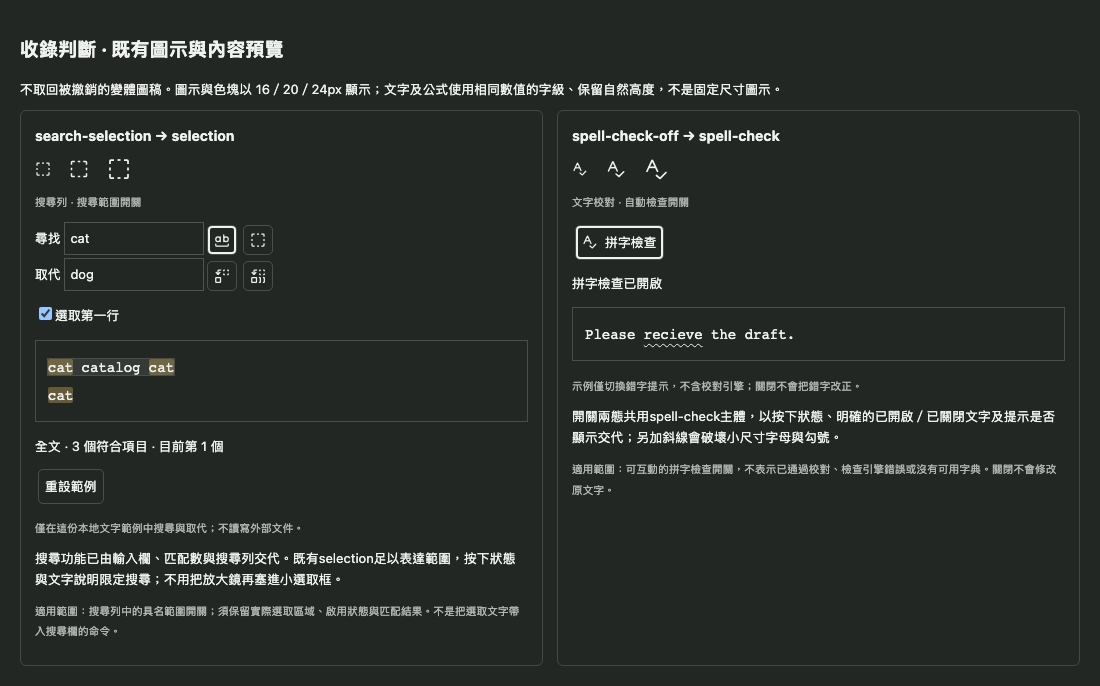 收錄判斷 · 既有圖示與內容預覽
不取回被撤銷的變體圖稿。圖示與色塊以 16 / 20 / 24px 顯示；文字及公式使用相同數值的字級、保留自然高度，不是固定尺寸圖示。
search-selection → selection
搜尋列 · 搜尋範圍開關
尋找 cat ab
取代 dog
選取第一行
cat catalog cat
cat
全文 · 3 個符合項目 · 目前第 1 個
重設範例
僅在這份本地文字範例中搜尋與取代；不讀寫外部文件。
搜尋功能已由輸入欄、匹配數與搜尋列交代。既有selection足以表達範圍，按下狀態
與文字說明限定搜尋；不用把放大鏡再塞進小選取框。
適用範圍：搜尋列中的具名範圍開關；須保留實際選取區域、啟用狀態與匹配結果。不是把選取文字帶
入搜尋欄的命令。
spell-check-off → spell-check
文字校對 · 自動檢查開關
拼字檢查
拼字檢查已開啟
Please recieve the draft.
示例僅切換錯字提示，不含校對引擎；關閉不會把錯字改正。
開關兩態共用spell-check主體，以按下狀態、明確的已開啟 / 已關閉文字及提示是否
顯示交代；另加斜線會破壞小尺寸字母與勾號。
適用範圍：可互動的拼字檢查開關，不表示已通過校對、檢查引擎錯誤或沒有可用字典。關閉不會修改
原文字。